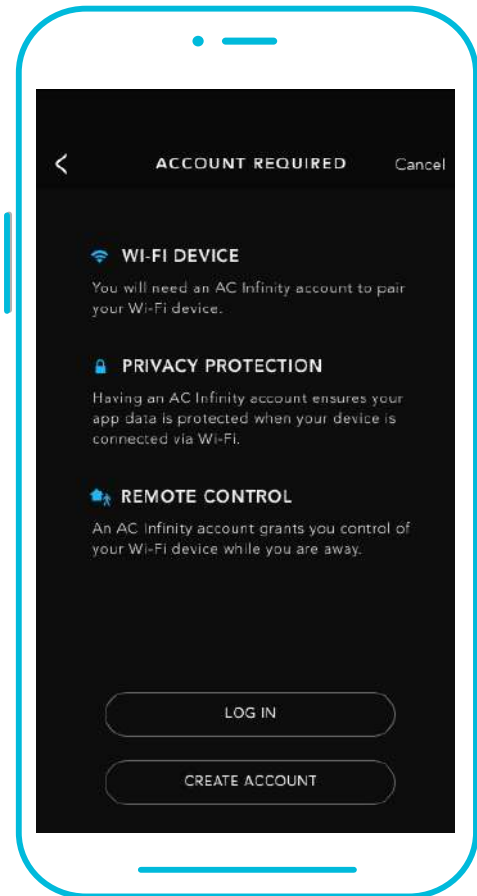 ACCOUNT REQUIRED Cancel
WI-FI DEVICE
You will need an AC Infinity account to pair
your Wi-Fi device.
PRIVACY PROTECTION
Having an AC Infinity account ensures your
app data is protected when your device is
connected via Wi-Fi.
REMOTE CONTROL
An AC Infinity account grants you control of
your Wi-Fi device while you are away.
LOG IN
CREATE ACCOUNT